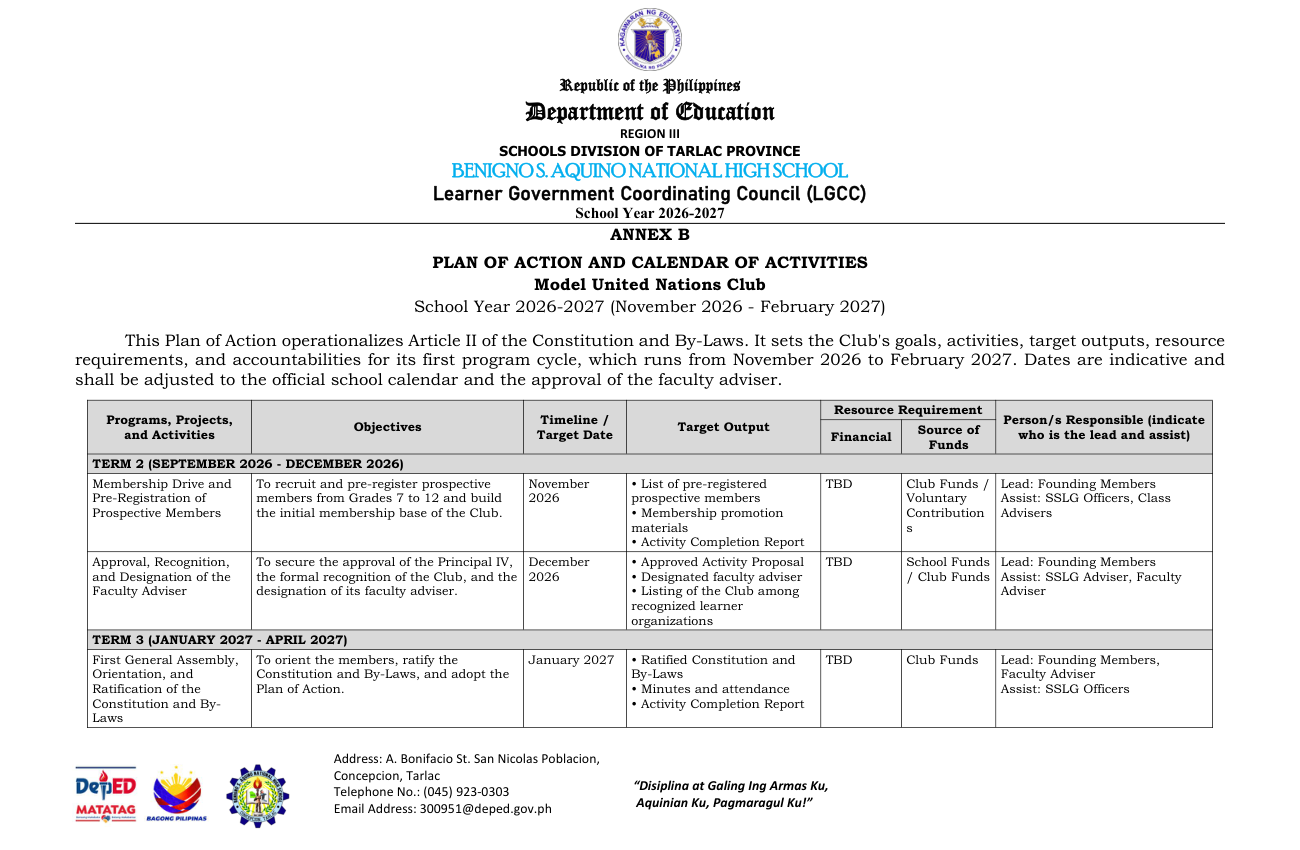 KAGAWARAN NG EDUKASYON
REPUBLIKA NG PILIPINAS
Republic of the Philippines
Department of Education
REGION III
SCHOOLS DIVISION OF TARLAC PROVINCE
BENIGNO S. AQUINO NATIONAL HIGH SCHOOL
Learner Government Coordinating Council (LGCC)
School Year 2026-2027
ANNEX B
PLAN OF ACTION AND CALENDAR OF ACTIVITIES
Model United Nations Club
School Year 2026-2027 (November 2026 - February 2027)
This Plan of Action operationalizes Article II of the Constitution and By-Laws. It sets the Club's goals, activities, target outputs, resource
requirements, and accountabilities for its first program cycle, which runs from November 2026 to February 2027. Dates are indicative and
shall be adjusted to the official school calendar and the approval of the faculty adviser.
Programs, Projects,
and Activities
Objectives
Timeline /
Target Date
Target Output
Resource Requirement
Financial
Source of
Funds
Person/s Responsible (indicate
who is the lead and assist)
TERM 2 (SEPTEMBER 2026 - DECEMBER 2026)
Membership Drive and
Pre-Registration of
Prospective Members
To recruit and pre-register prospective
members from Grades 7 to 12 and build
the initial membership base of the Club.
November
2026
• List of pre-registered
prospective members
• Membership promotion
materials
• Activity Completion Report
TBD
Club Funds /
Voluntary
Contribution
s
Lead: Founding Members
Assist: SSLG Officers, Class
Advisers
Approval, Recognition,
and Designation of the
Faculty Adviser
To secure the approval of the Principal IV,
the formal recognition of the Club, and the
designation of its faculty adviser.
December
2026
• Approved Activity Proposal
• Designated faculty adviser
• Listing of the Club among
recognized learner
organizations
TBD
School Funds
/ Club Funds
Lead: Founding Members
Assist: SSLG Adviser, Faculty
Adviser
TERM 3 (JANUARY 2027 - APRIL 2027)
First General Assembly,
Orientation, and
Ratification of the
Constitution and By-
Laws
To orient the members, ratify the
Constitution and By-Laws, and adopt the
Plan of Action.
January 2027
• Ratified Constitution and
By-Laws
• Minutes and attendance
• Activity Completion Report
TBD
Club Funds
Lead: Founding Members,
Faculty Adviser
Assist: SSLG Officers
DepED
MATATAG
BAGONG PILIPINAS
Address: A. Bonifacio St. San Nicolas Poblacion,
Concepcion, Tarlac
Telephone No.: (045) 923-0303
Email Address: 300951@deped.gov.ph
“Disiplina at Galing Ing Armas Ku,
Aquinian Ku, Pagmaragul Ku!”